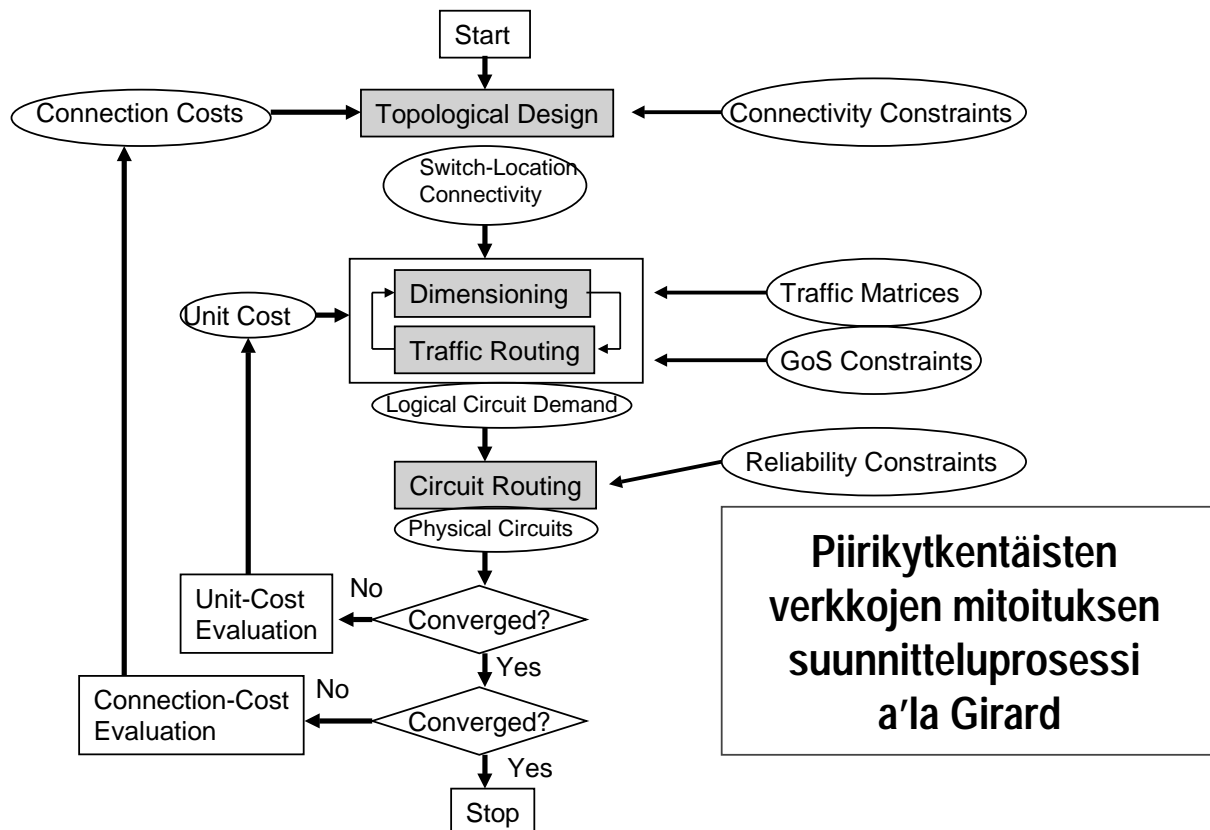 Start
Connection Costs
Topological Design
Connectivity Constraints
Switch-Location
Connectivity
Dimensioning
Traffic Matrices
Unit Cost
Traffic Routing
GoS Constraints
Logical Circuit Demand
Circuit Routing
Reliability Constraints
Physical Circuits
Piirikytkentäisten
verkkojen mitoituksen
suunnitteluprosessi
a'la Girard
No
Unit-Cost
Evaluation
Converged?
Yes
No
Connection-Cost
Evaluation
Converged?
Yes
Stop